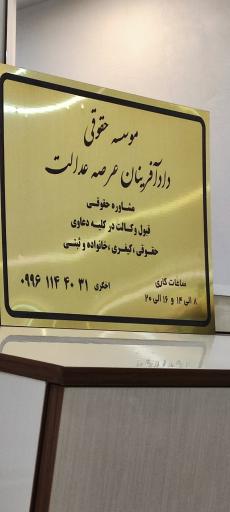 موسسه حقوقی
دادآفرینان عرصه عدالت
مشاوره حقوقی
قبول وکالت در کلیه دعاوی
حقوقی ، کیفری ، خانواده و ثبتی
ساعات کاری
۸ الی ۱۴ و ۱۶ الی ۲۰
اخگری ۳۱ ۴۰ ۱۱۴ ۰۹۹۶